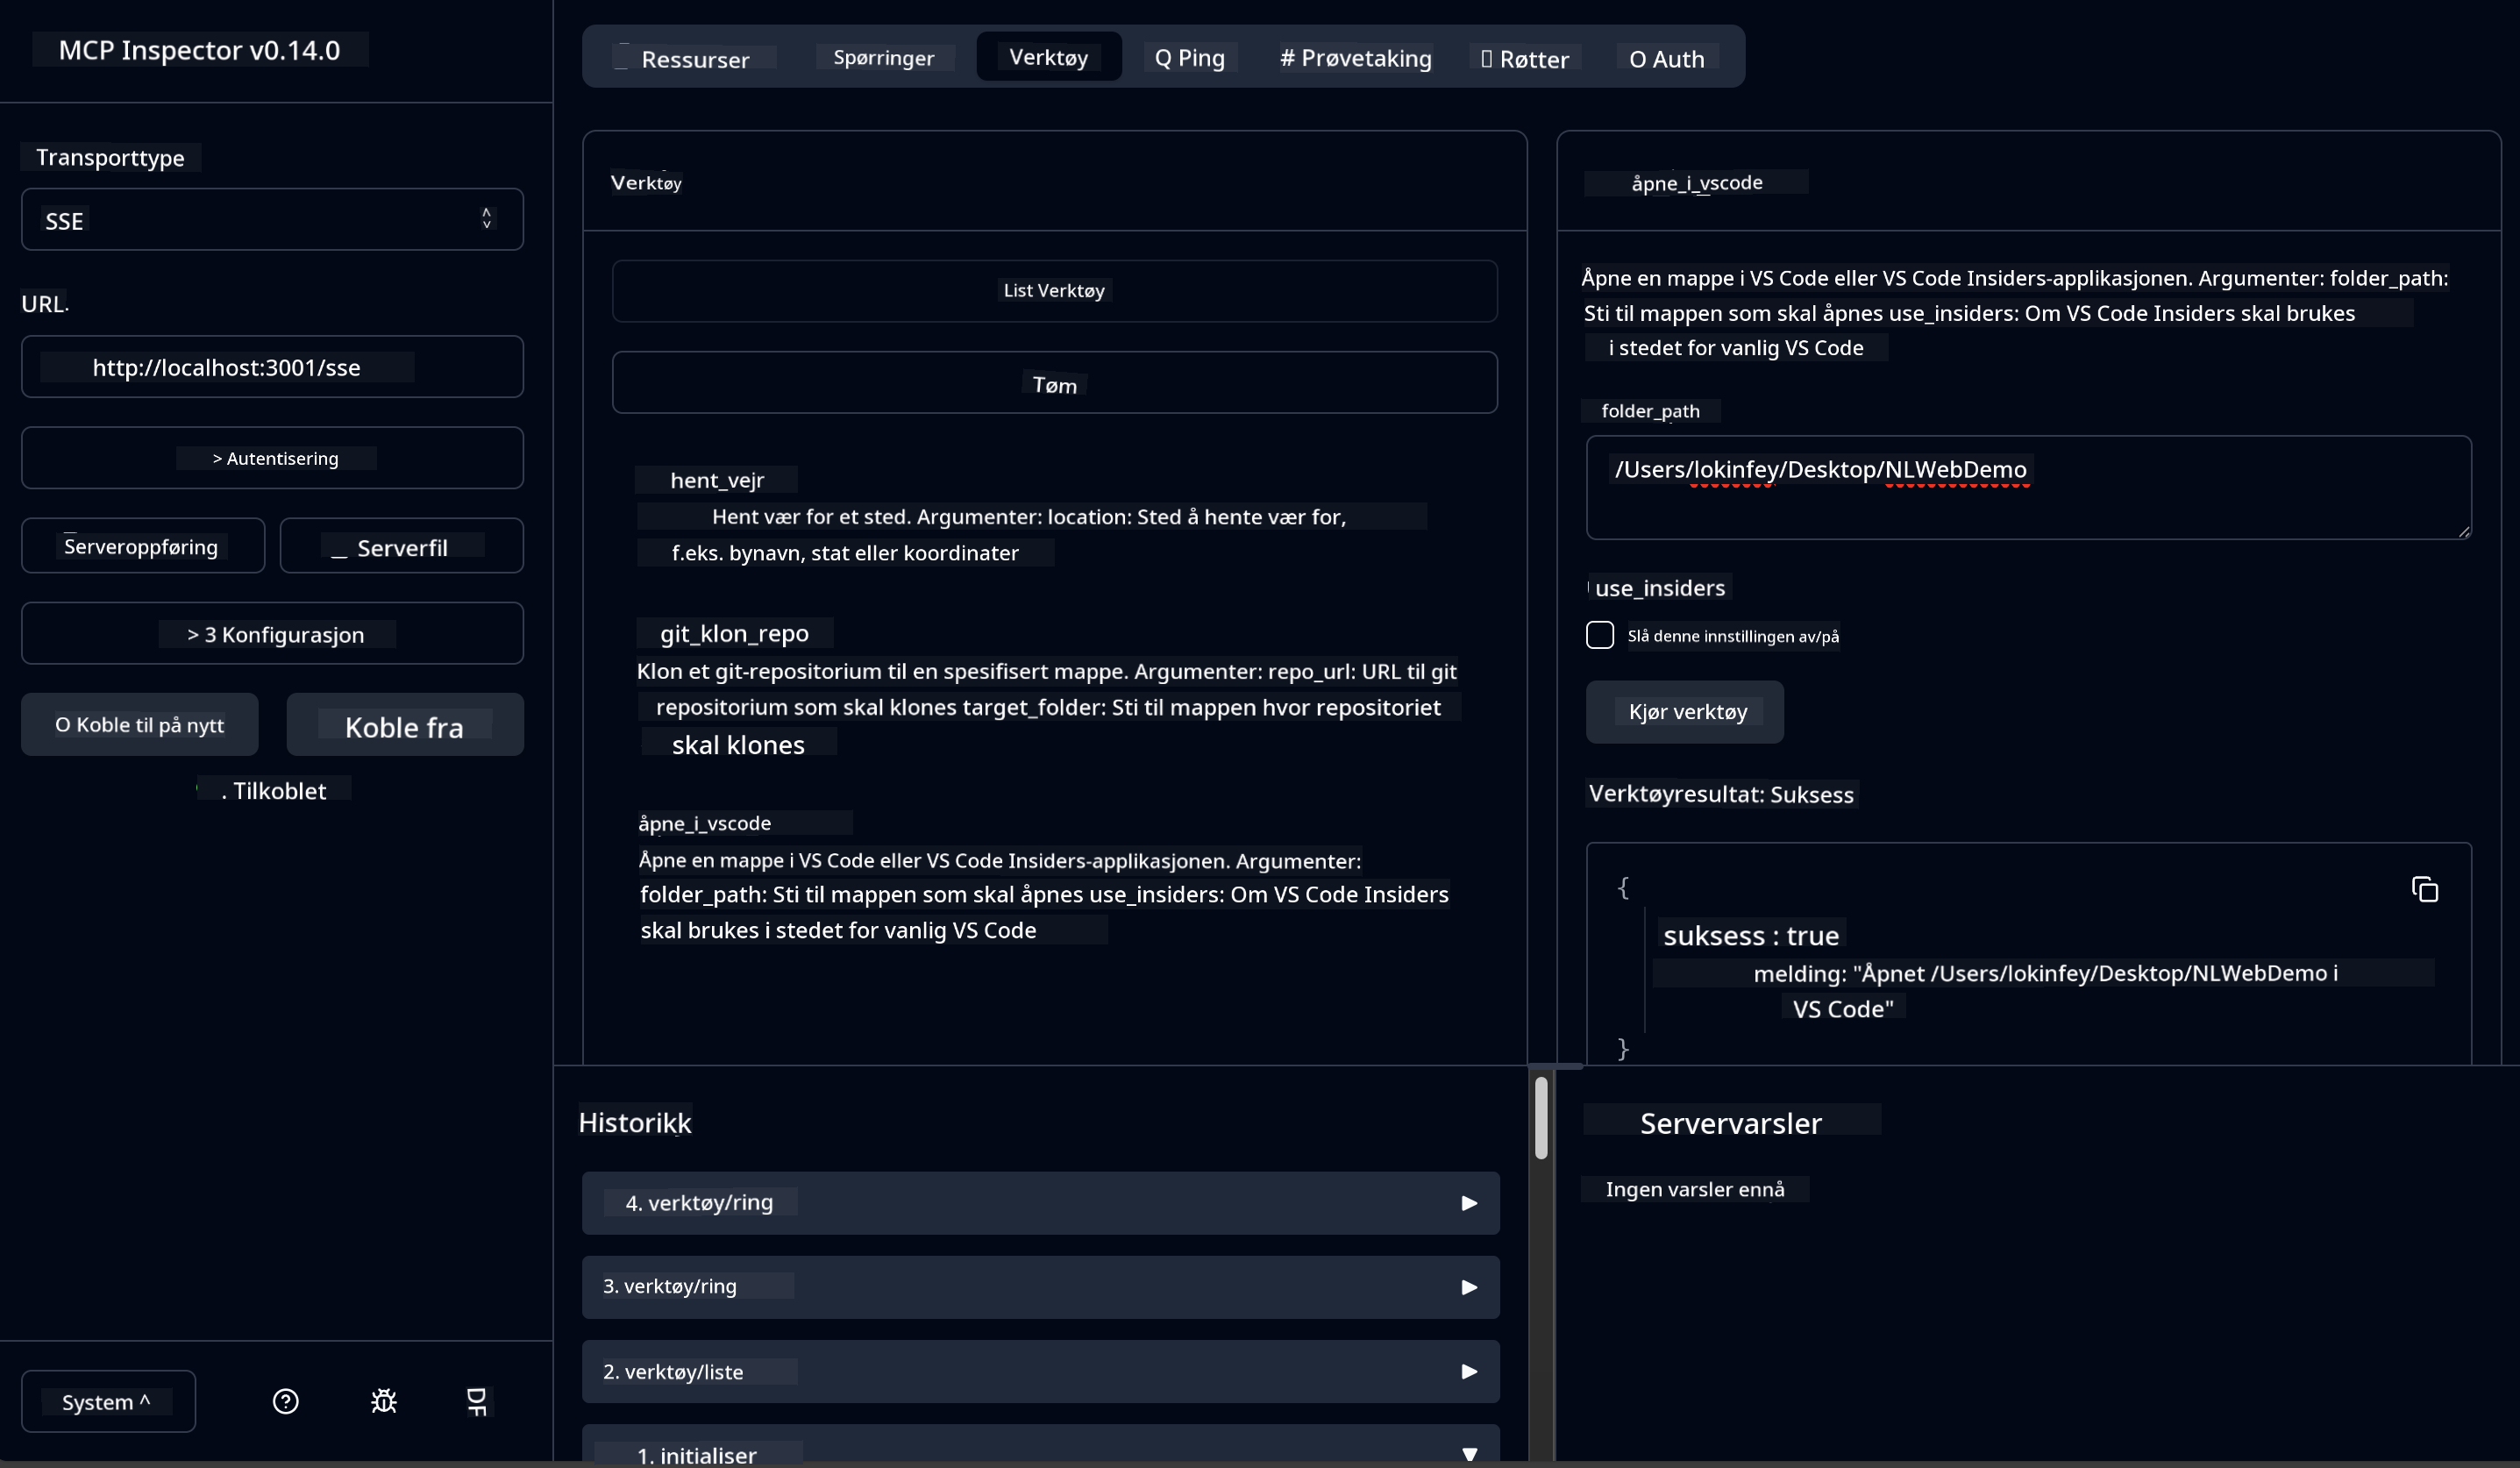 MCP Inspector v0.14.0
Transporttype
SSE
URL.
http://localhost:3001/sse
> Autentisering
Serveroppføring
Serverfil
> 3 Konfigurasjon
O Koble til på nytt
Koble fra
. Tilkoblet
System ^
Ressurser
Spørringer
Verktøy
Q Ping
# Prøvetaking
Røtter
O Auth
Verktøy
List Verktøy
Tøm
hent_vejr
Hent vær for et sted. Argumenter: location: Sted å hente vær for,
f.eks. bynavn, stat eller koordinater
git_klon_repo
Klon et git-repositorium til en spesifisert mappe. Argumenter: repo_url: URL til git
repositorium som skal klones target_folder: Sti til mappen hvor repositoriet
skal klones
åpne_i_vscode
Åpne en mappe i VS Code eller VS Code Insiders-applikasjonen. Argumenter:
folder_path: Sti til mappen som skal åpnes use_insiders: Om VS Code Insiders
skal brukes i stedet for vanlig VS Code
åpne_i_vscode
Åpne en mappe i VS Code eller VS Code Insiders-applikasjonen. Argumenter: folder_path:
Sti til mappen som skal åpnes use_insiders: Om VS Code Insiders skal brukes
i stedet for vanlig VS Code
folder_path
/Users/lokinfey/Desktop/NLWebDemo
use_insiders
Slå denne innstillingen av/på
Kjør verktøy
Verktøyresultat: Suksess
{
suksess : true
melding: "Åpnet /Users/lokinfey/Desktop/NLWebDemo i
VS Code"
}
Historikk
4. verktøy/ring
3. verktøy/ring
2. verktøy/liste
1. initialiser
Servervarsler
Ingen varsler ennå